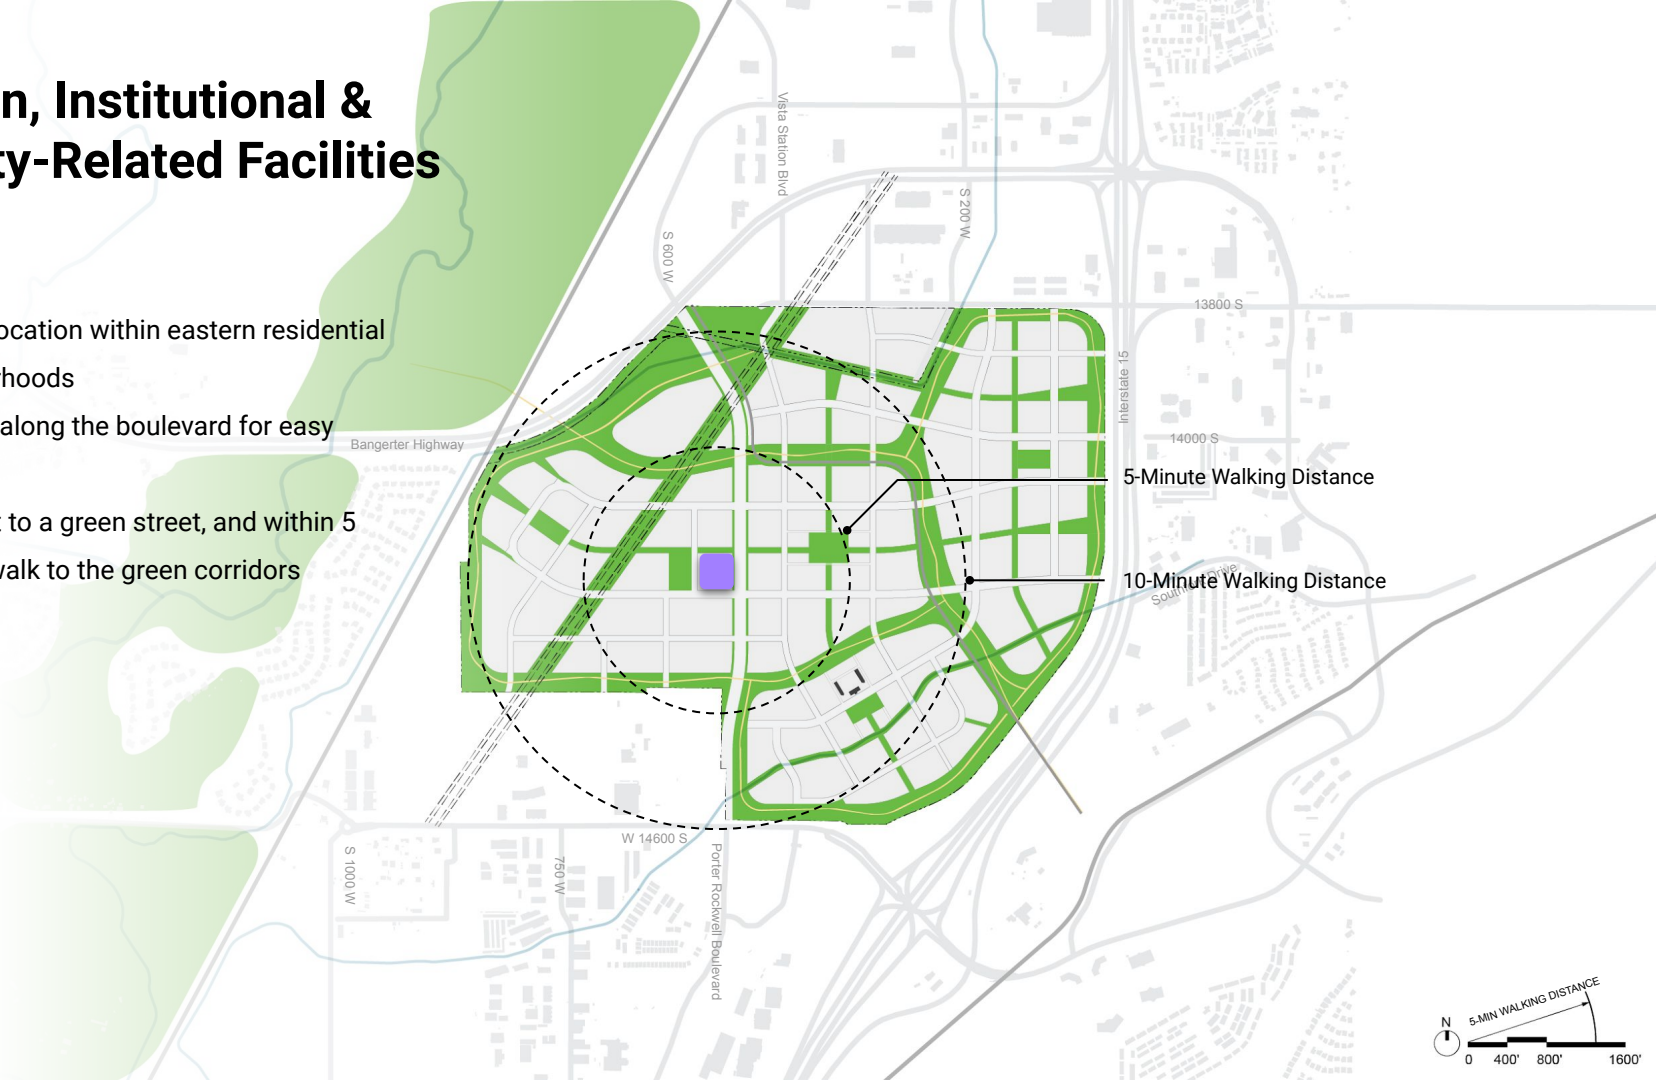 n, Institutional &
ty-Related Facilities
ocation within eastern residential
rhoods
along the boulevard for easy
t to a green street, and within 5
valk to the green corridors
Vista Station Blvd
S 600 W
S 200 W
13800 S
Interstate 15
14000 S
Bangerter Highway
5-Minute Walking Distance
10-Minute Walking Distance
W 14600 S
S 1000 W
750 W
Porter Rockwell Boulevard
5-MIN WALKING DISTANCE
N
0 400' 800' 1600'